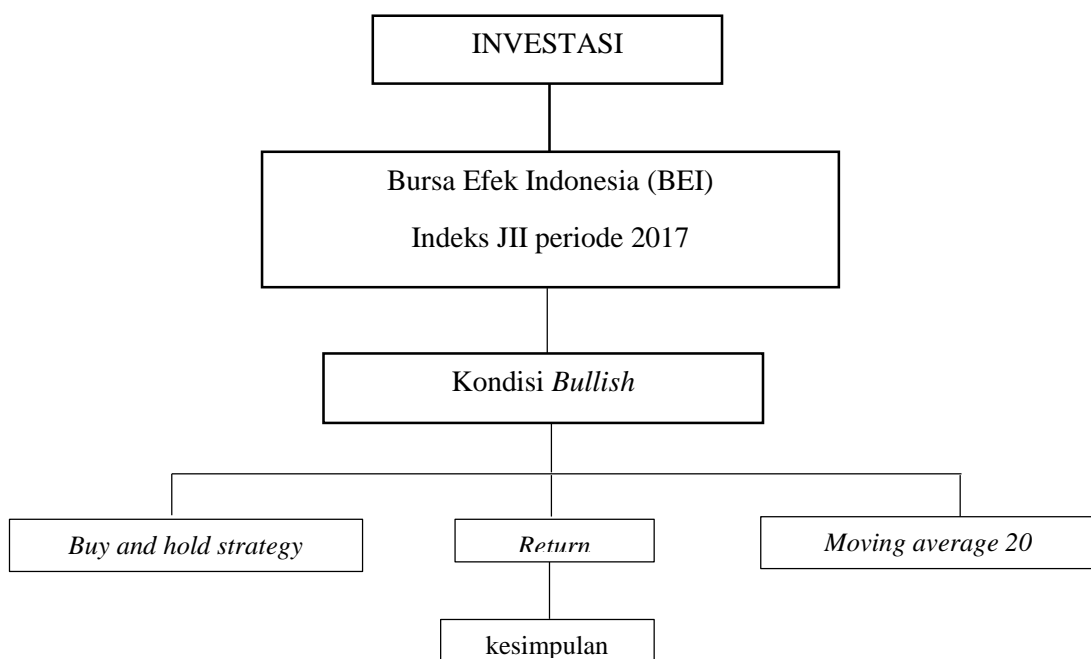 INVESTASI
Bursa Efek Indonesia (BEI)
Indeks JII periode 2017
Kondisi Bullish
Buy and hold strategy
Return
Moving average 20
kesimpulan